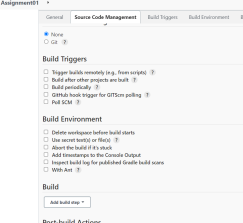 Assignment01
General Source Code Management Build Triggers Build Environment B
None
Git ?
Build Triggers
Trigger builds remotely (e.g., from scripts) ?
Build after other projects are built ?
Build periodically ?
GitHub hook trigger for GITScm polling ?
Poll SCM ?
Build Environment
Delete workspace before build starts
Use secret text(s) or file(s) ?
Abort the build if it's stuck
Add timestamps to the Console Output
Inspect build log for published Gradle build scans
With Ant ?
Build
Add build step
Post-build Actions